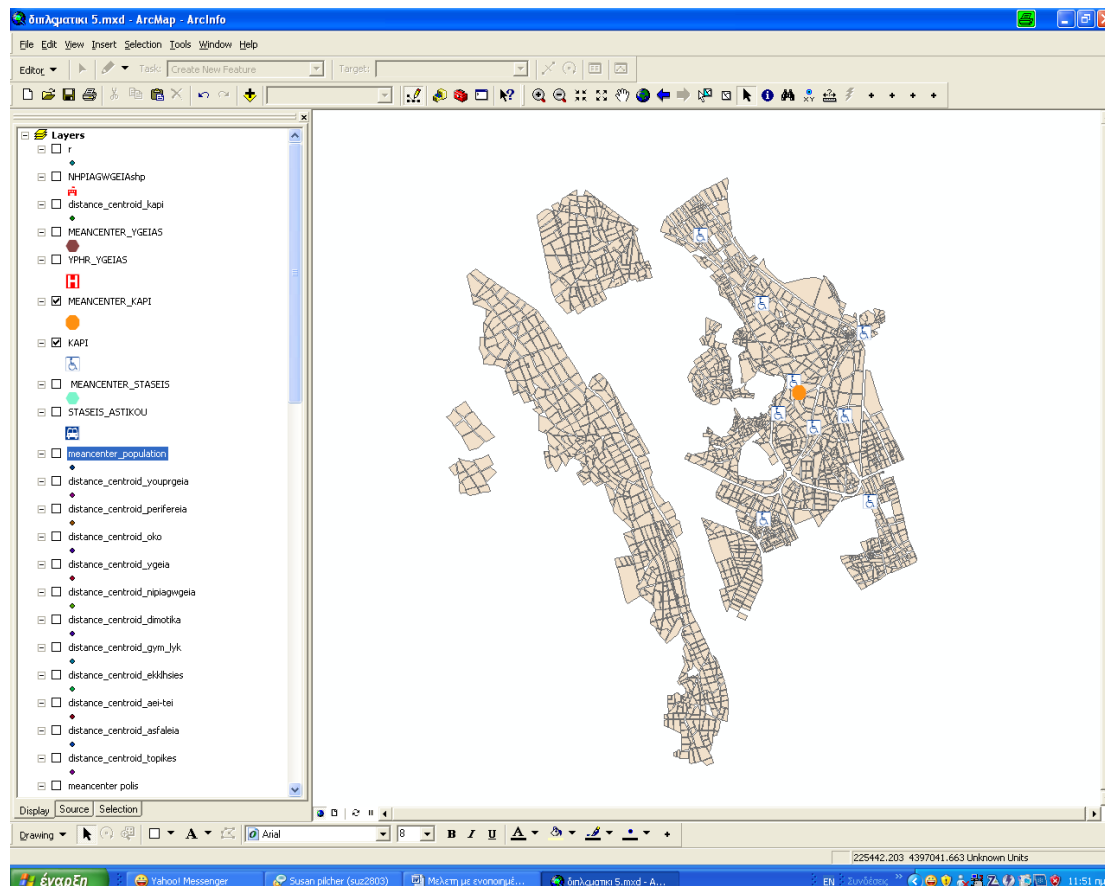 διπλωματικι 5.mxd - ArcMap - ArcInfo
File Edit View Insert Selection Tools Window Help
Editor Task: Create New Feature Target:
Layers
r
NHPIAGWGEIAshp
distance_centroid_kapi
MEANCENTER_YGEIAS
YPHR_YGEIAS
H
MEANCENTER_KAPI
KAPI
MEANCENTER_STASEIS
STASEIS_ASTIKOU
meancenter_population
distance_centroid_youprgeia
distance_centroid_perifereia
distance_centroid_oko
distance_centroid_ygeia
distance_centroid_nipiagwgeia
distance_centroid_dimotika
distance_centroid_gym_lyk
distance_centroid_ekklhsies
distance_centroid_aei-tei
distance_centroid_asfaleia
distance_centroid_topikes
meancenter polis
Display Source Selection
Drawing A Arial 8 B I U A
225442.203 4397041.663 Unknown Units
έναρξη Yahoo! Messenger Susan pilcher (suz2803) Μελετη με ενοποιημέ... διπλωματικι 5.mxd - A... EN Συνδέσεις » 11:51 πμ